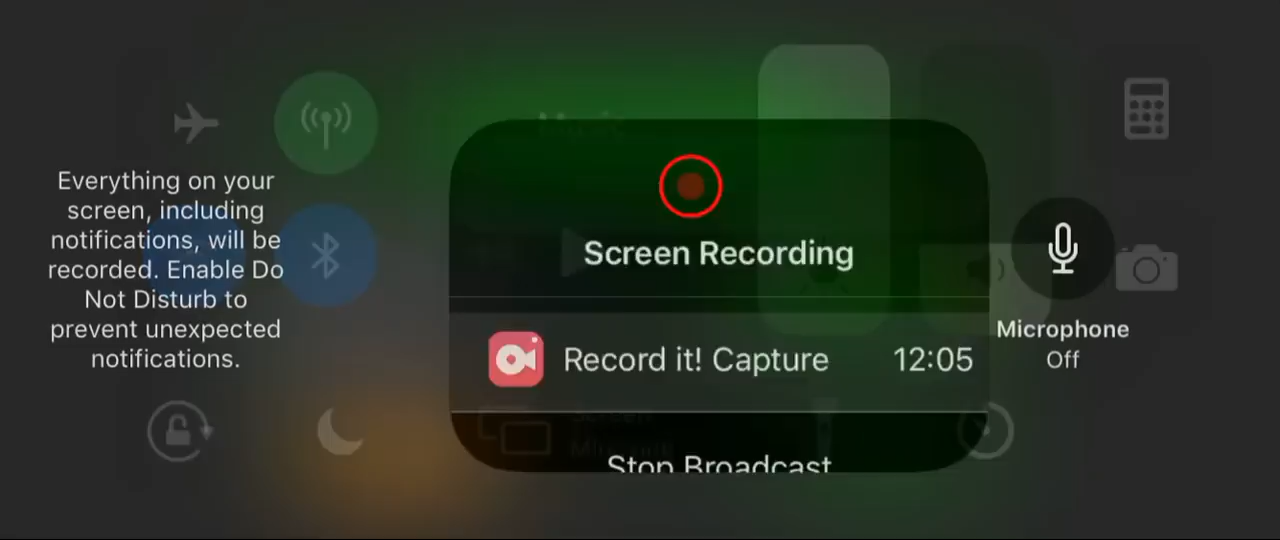 Everything on your
screen, including
notifications, will be
recorded. Enable Do
Not Disturb to
prevent unexpected
notifications.
Screen Recording
Record it! Capture 12:05
Stop Broadcast
Microphone
Off
Screen